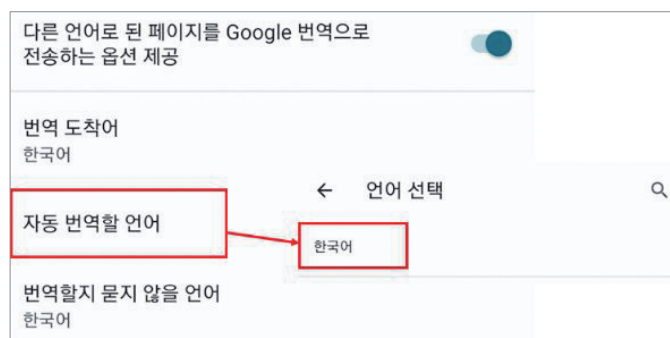 다른 언어로 된 페이지를 Google 번역으로
전송하는 옵션 제공
번역 도착어
한국어
자동 번역할 언어
번역할지 묻지 않을 언어
한국어
언어 선택
한국어